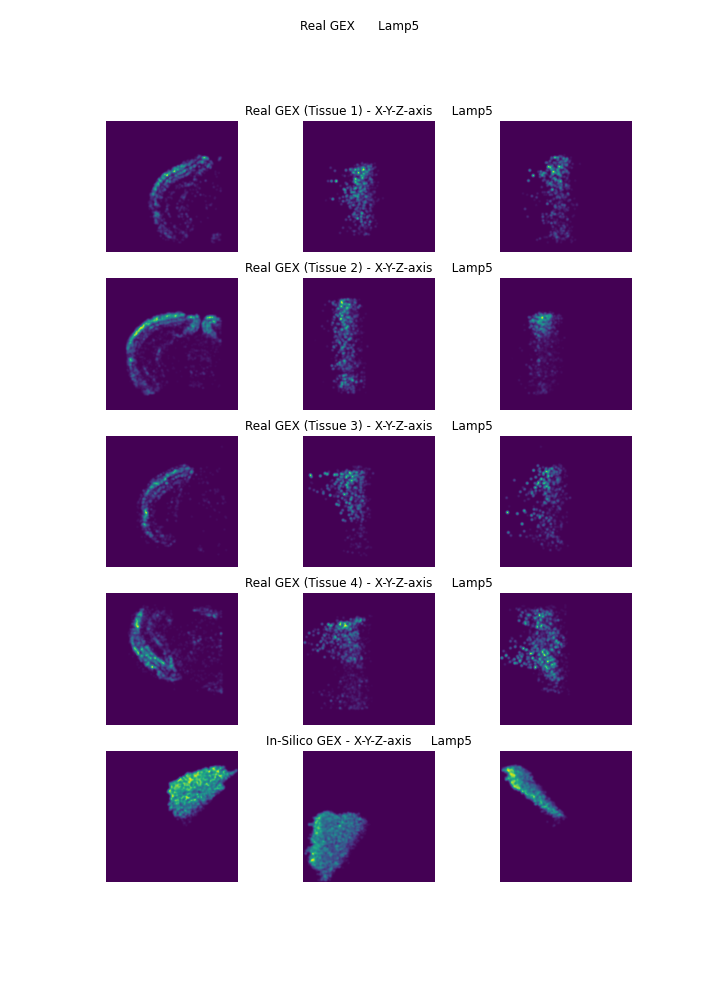 Real GEX Lamp5
Real GEX (Tissue 1) - X-Y-Z-axis Lamp5
Real GEX (Tissue 2) - X-Y-Z-axis Lamp5
Real GEX (Tissue 3) - X-Y-Z-axis Lamp5
Real GEX (Tissue 4) - X-Y-Z-axis Lamp5
In-Silico GEX - X-Y-Z-axis Lamp5